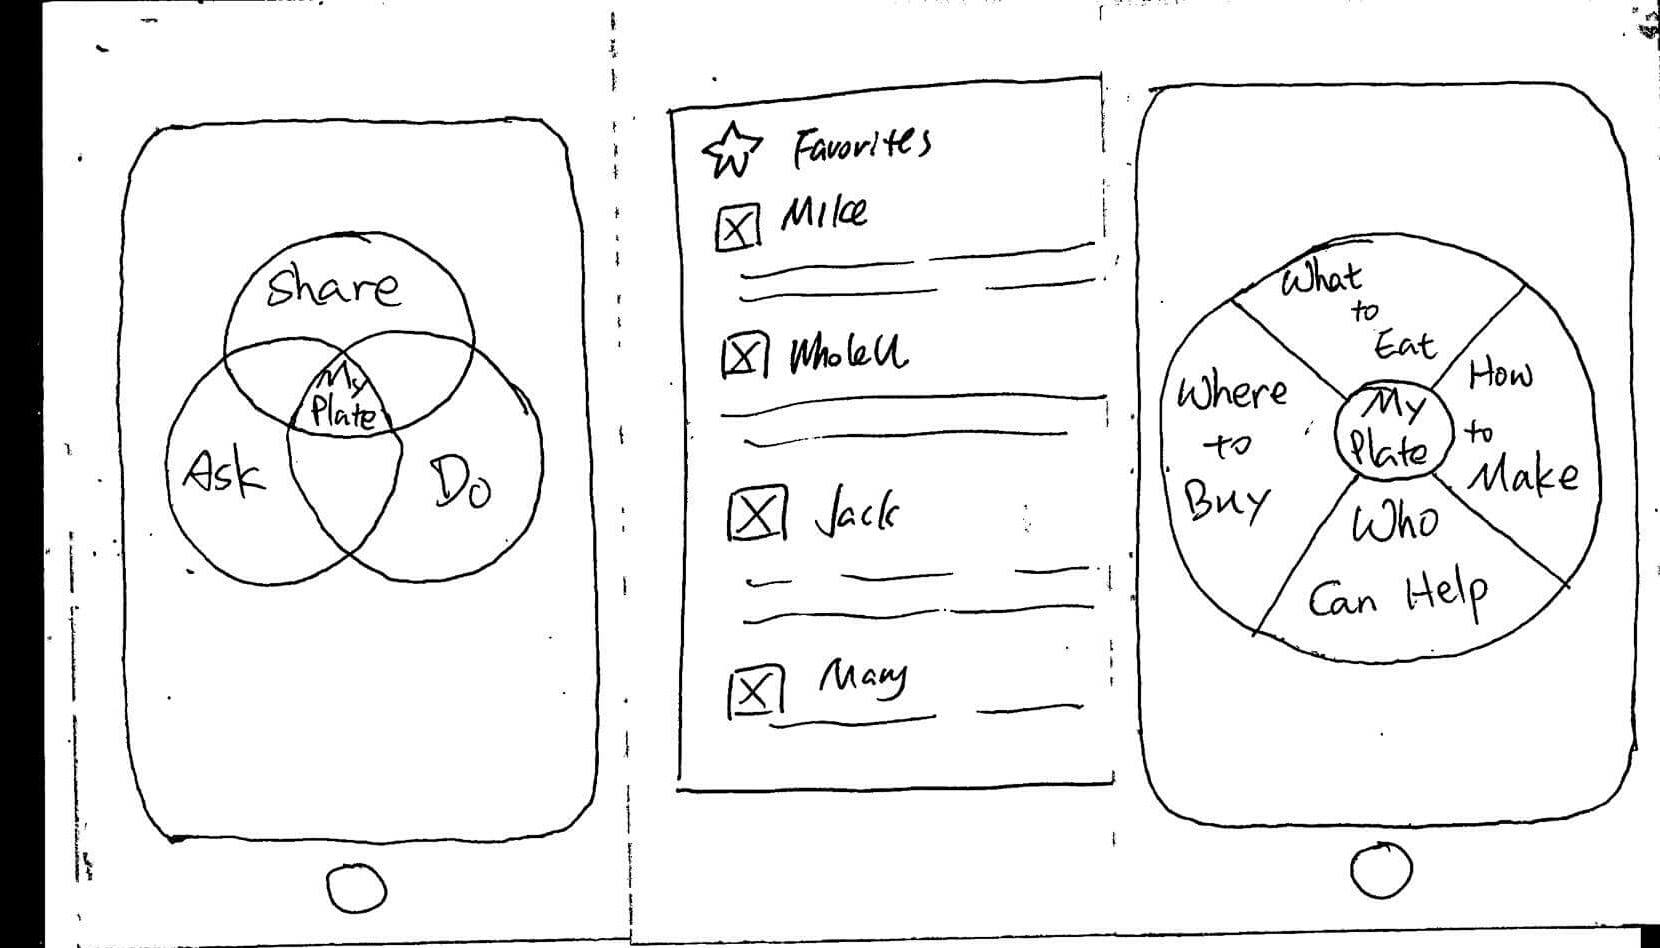 Share
My
Plate
Ask
Do
Favorites
Mike
WholeU
Jack
Mary
What
to
Eat
How
to
Make
Where
to
Buy
My
Plate
Who
Can Help